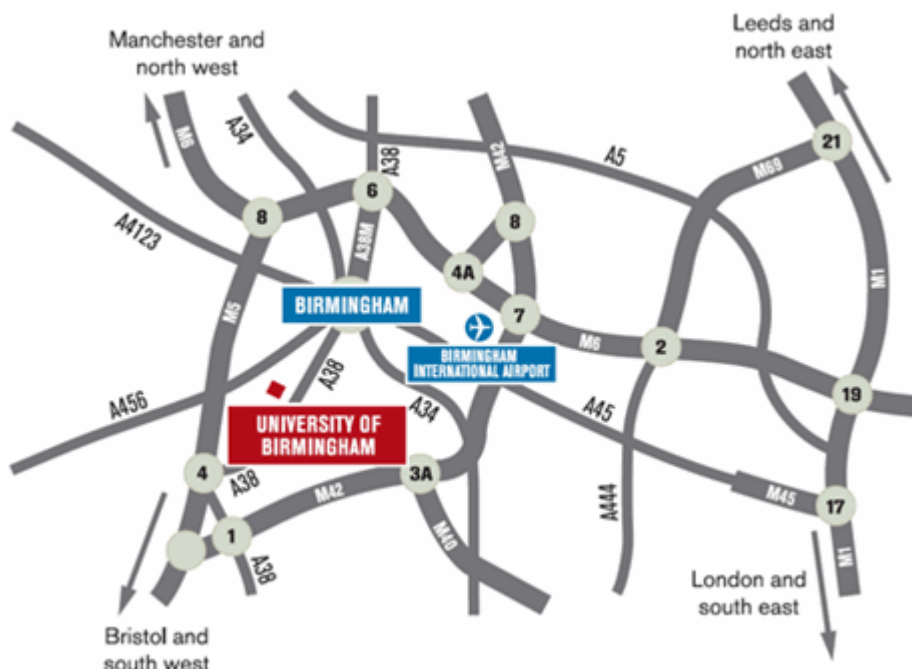 Manchester and
north west
Leeds and
north east
M6
A34
A38
M42
A5
M69
21
A4123
8
6
A38M
8
4A
M1
M5
BIRMINGHAM
7
M6
2
BIRMINGHAM
INTERNATIONAL AIRPORT
A456
A38
A34
A45
19
UNIVERSITY OF
BIRMINGHAM
4
A38
M42
3A
A444
M45
17
1
A38
M40
M1
London and
south east
Bristol and
south west